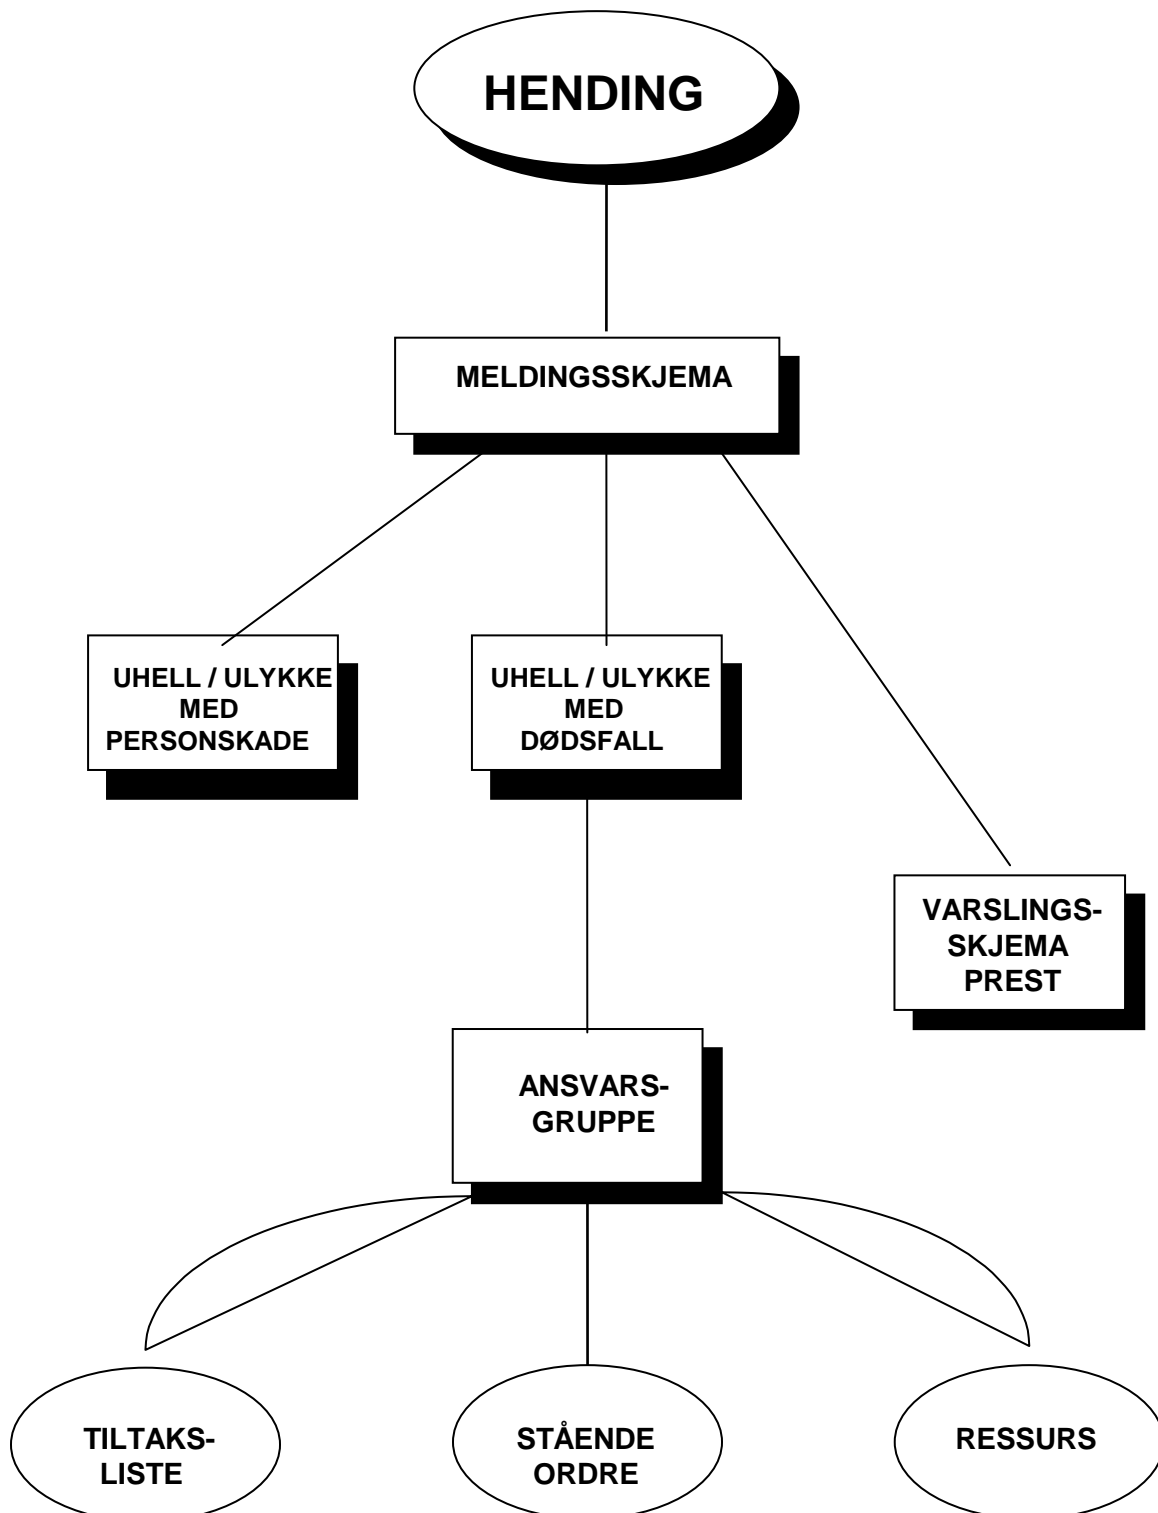 HENDING
MELDINGSSKJEMA
UHELL / ULYKKE
MED
PERSONSKADE
UHELL / ULYKKE
MED
DØDSFALL
VARSLINGS-
SKJEMA
PREST
ANSVARS-
GRUPPE
TILTAKS-
LISTE
STÅENDE
ORDRE
RESSURS